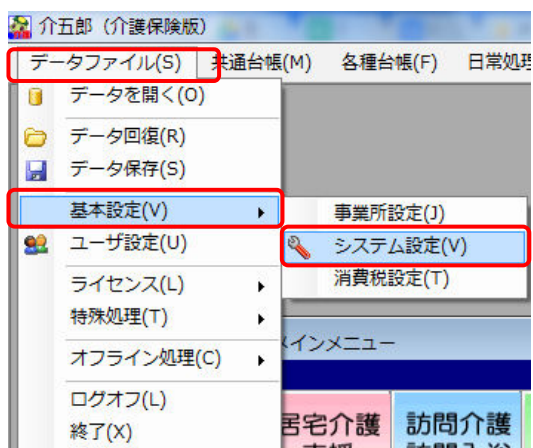 介五郎（介護保険版）
データファイル(S) 共通台帳(M) 各種台帳(F) 日常処理
データを開く(O)
データ回復(R)
データ保存(S)
基本設定(V)
事業所設定(J)
ユーザ設定(U)
システム設定(V)
消費税設定(T)
ライセンス(L)
特殊処理(T)
メインメニュー
オフライン処理(C)
ログオフ(L)
居宅介護 訪問介護
終了(X)